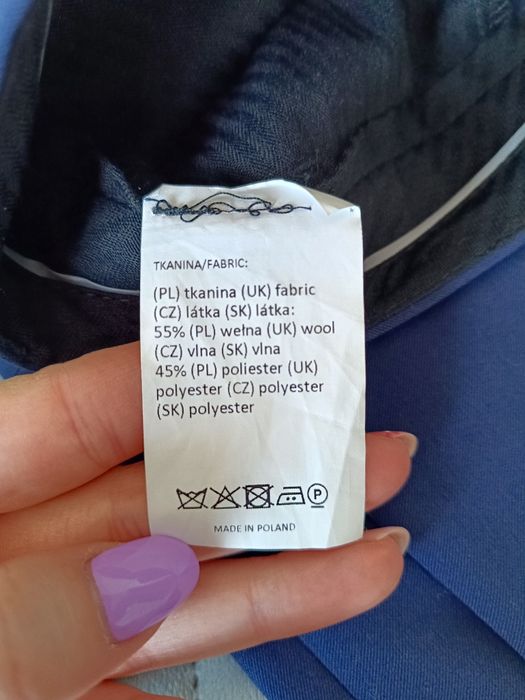 TKANINA/FABRIC:
(PL) tkanina (UK) fabric
(CZ) látka (SK) látka:
55% (PL) wełna (UK) wool
(CZ) vlna (SK) vlna
45% (PL) poliester (UK)
polyester (CZ) polyester
(SK) polyester
P
MADE IN POLAND